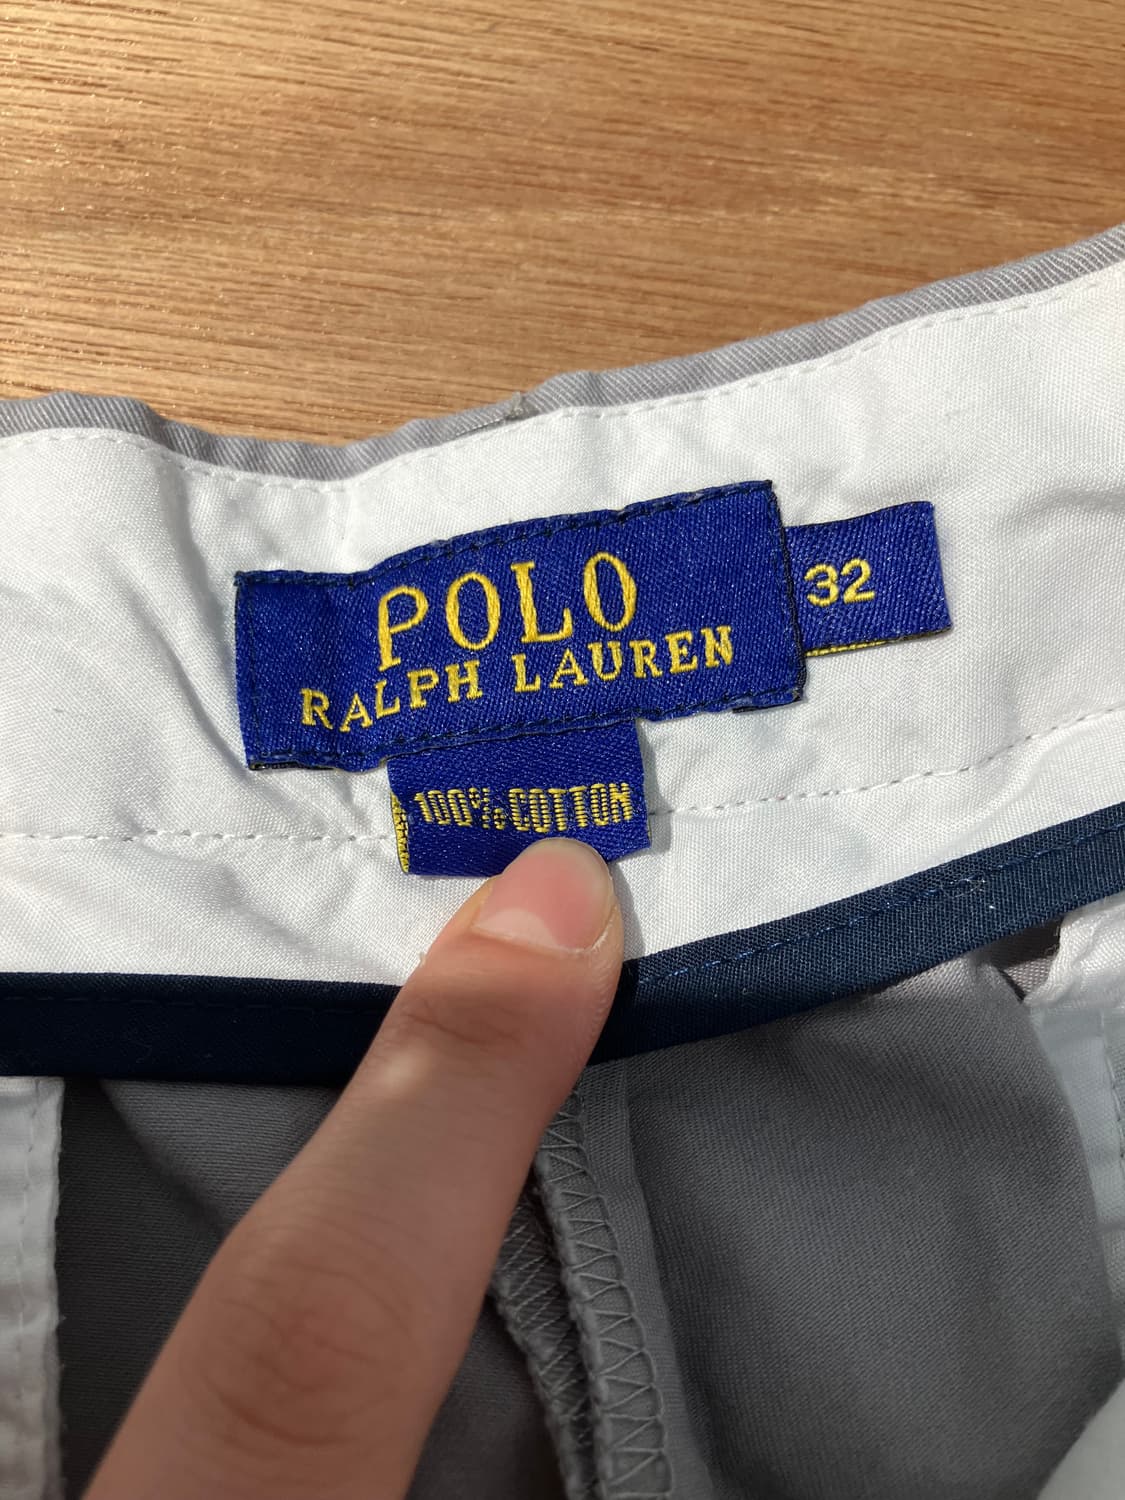 POLO
RALPH LAUREN
32
100% COTTON